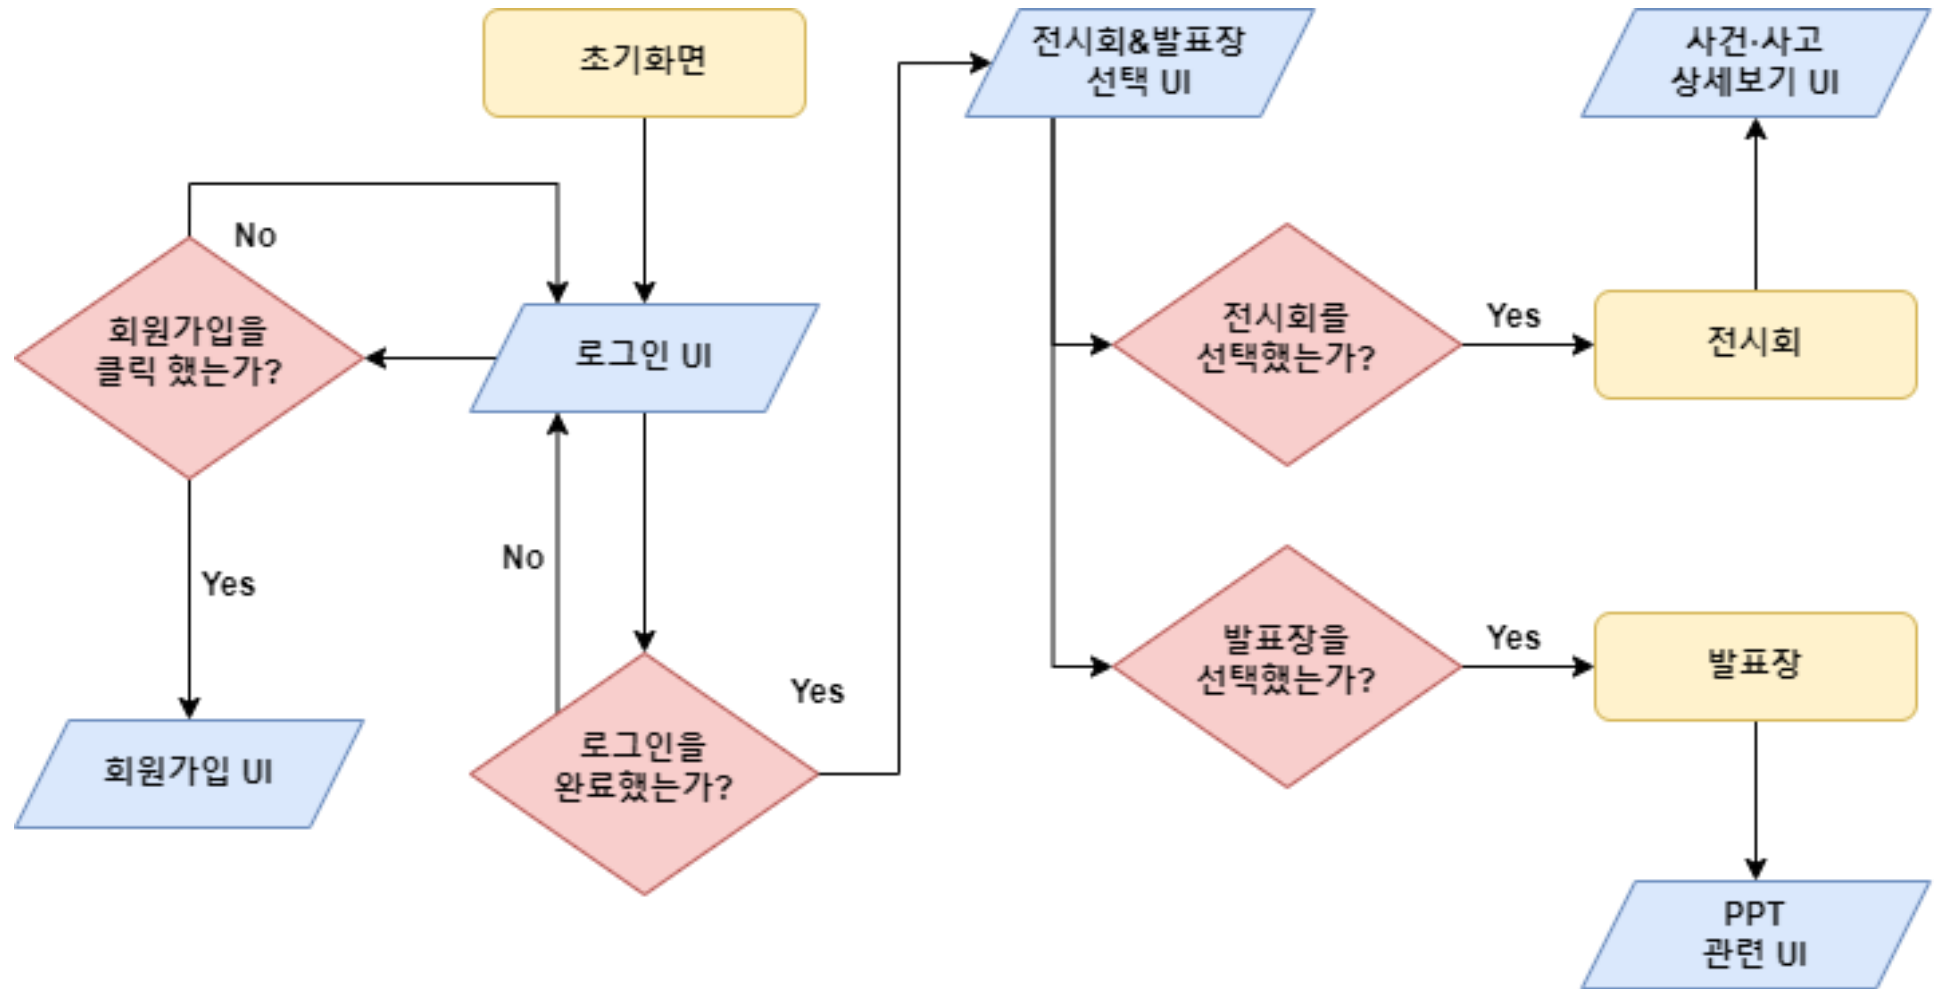 초기화면
전시회&발표장
선택 UI
사건·사고
상세보기 UI
No
회원가입을
클릭 했는가?
로그인 UI
전시회를
선택했는가?
Yes
전시회
No
Yes
발표장을
선택했는가?
Yes
발표장
Yes
회원가입 UI
로그인을
완료했는가?
PPT
관련 UI